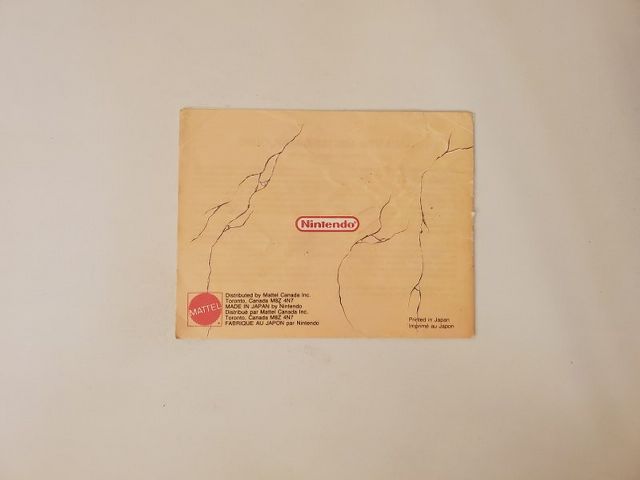 Nintendo
MATTEL
Distributed by Mattel Canada Inc.
Toronto, Canada M8Z 4N7
MADE IN JAPAN by Nintendo
Distribué par Mattel Canada Inc.
Toronto, Canada M8Z 4N7
FABRIQUE AU JAPON par Nintendo
Printed in Japan
Imprimé au Japon